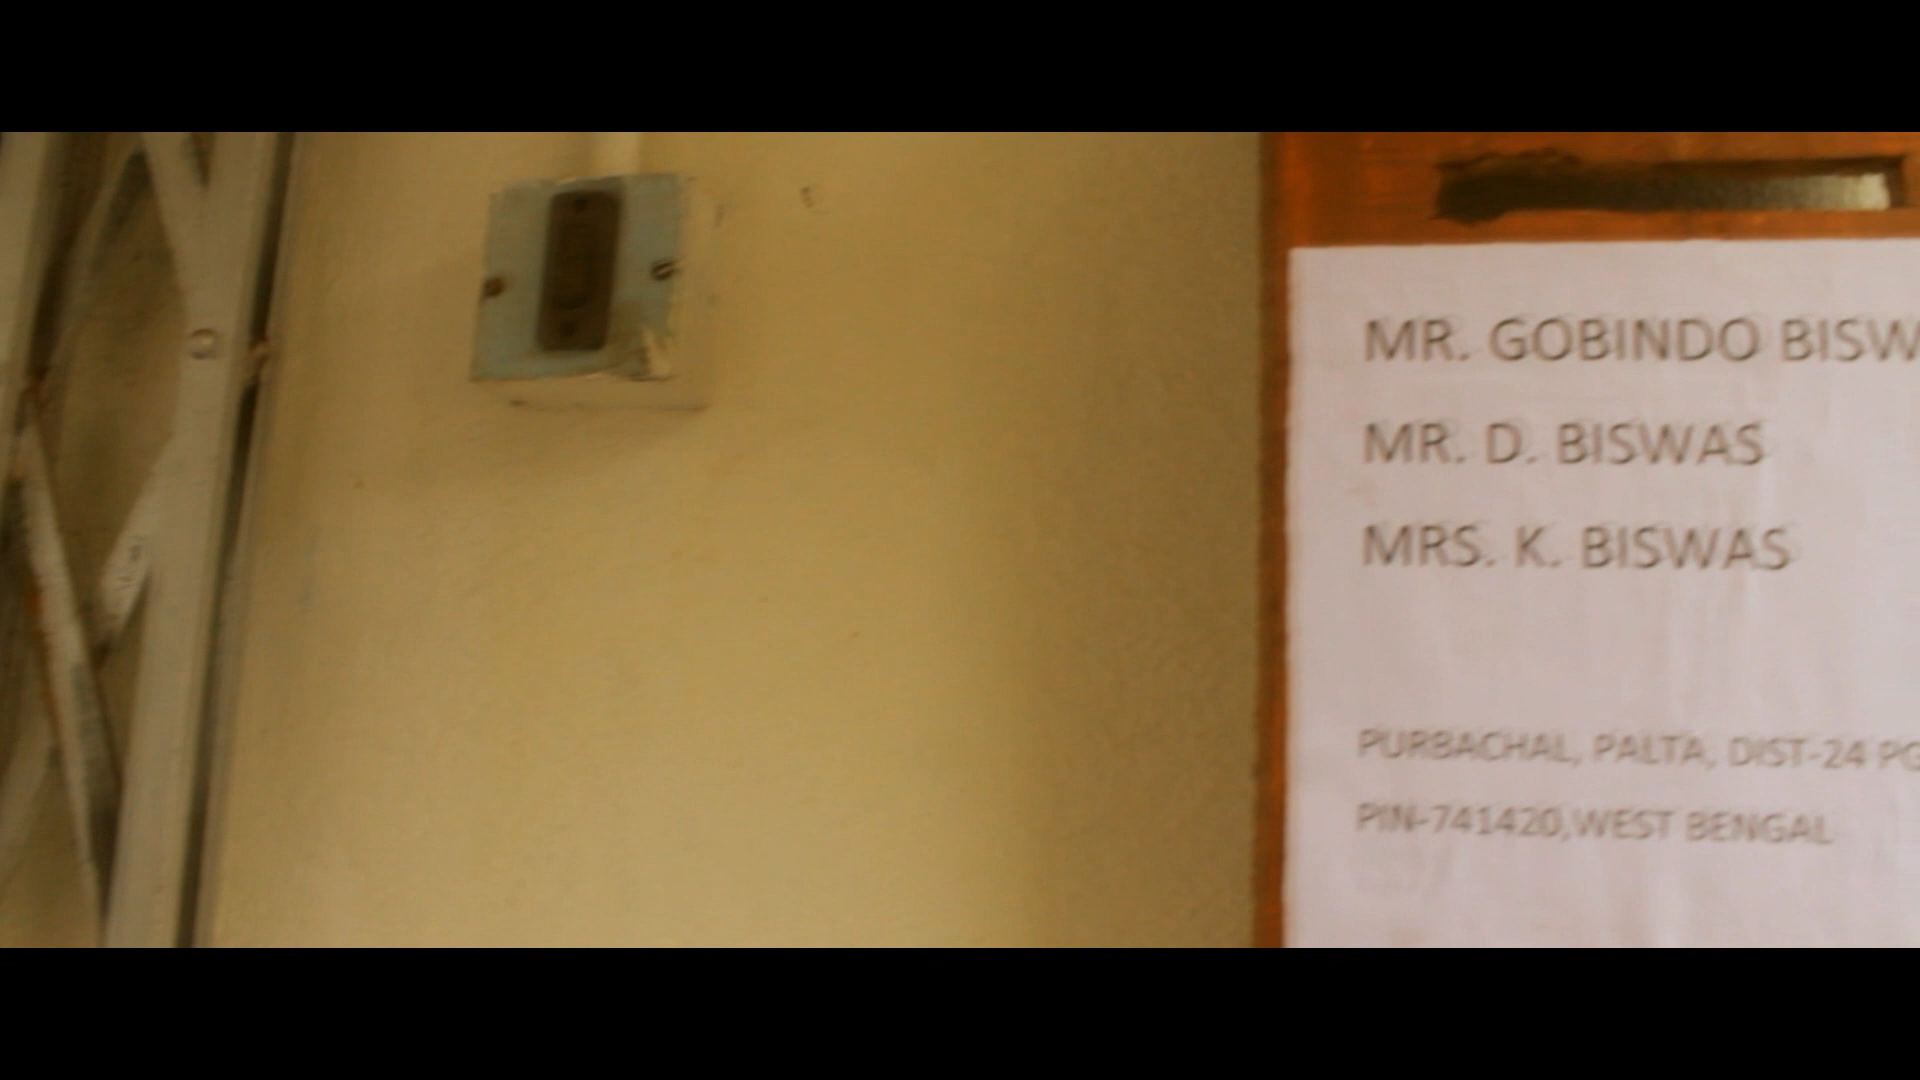 MR. GOBINDO BISW
MR. D. BISWAS
MRS. K. BISWAS
PURBACHAL, PALTA, DIST-24 PG
PIN-741420,WEST BENGAL